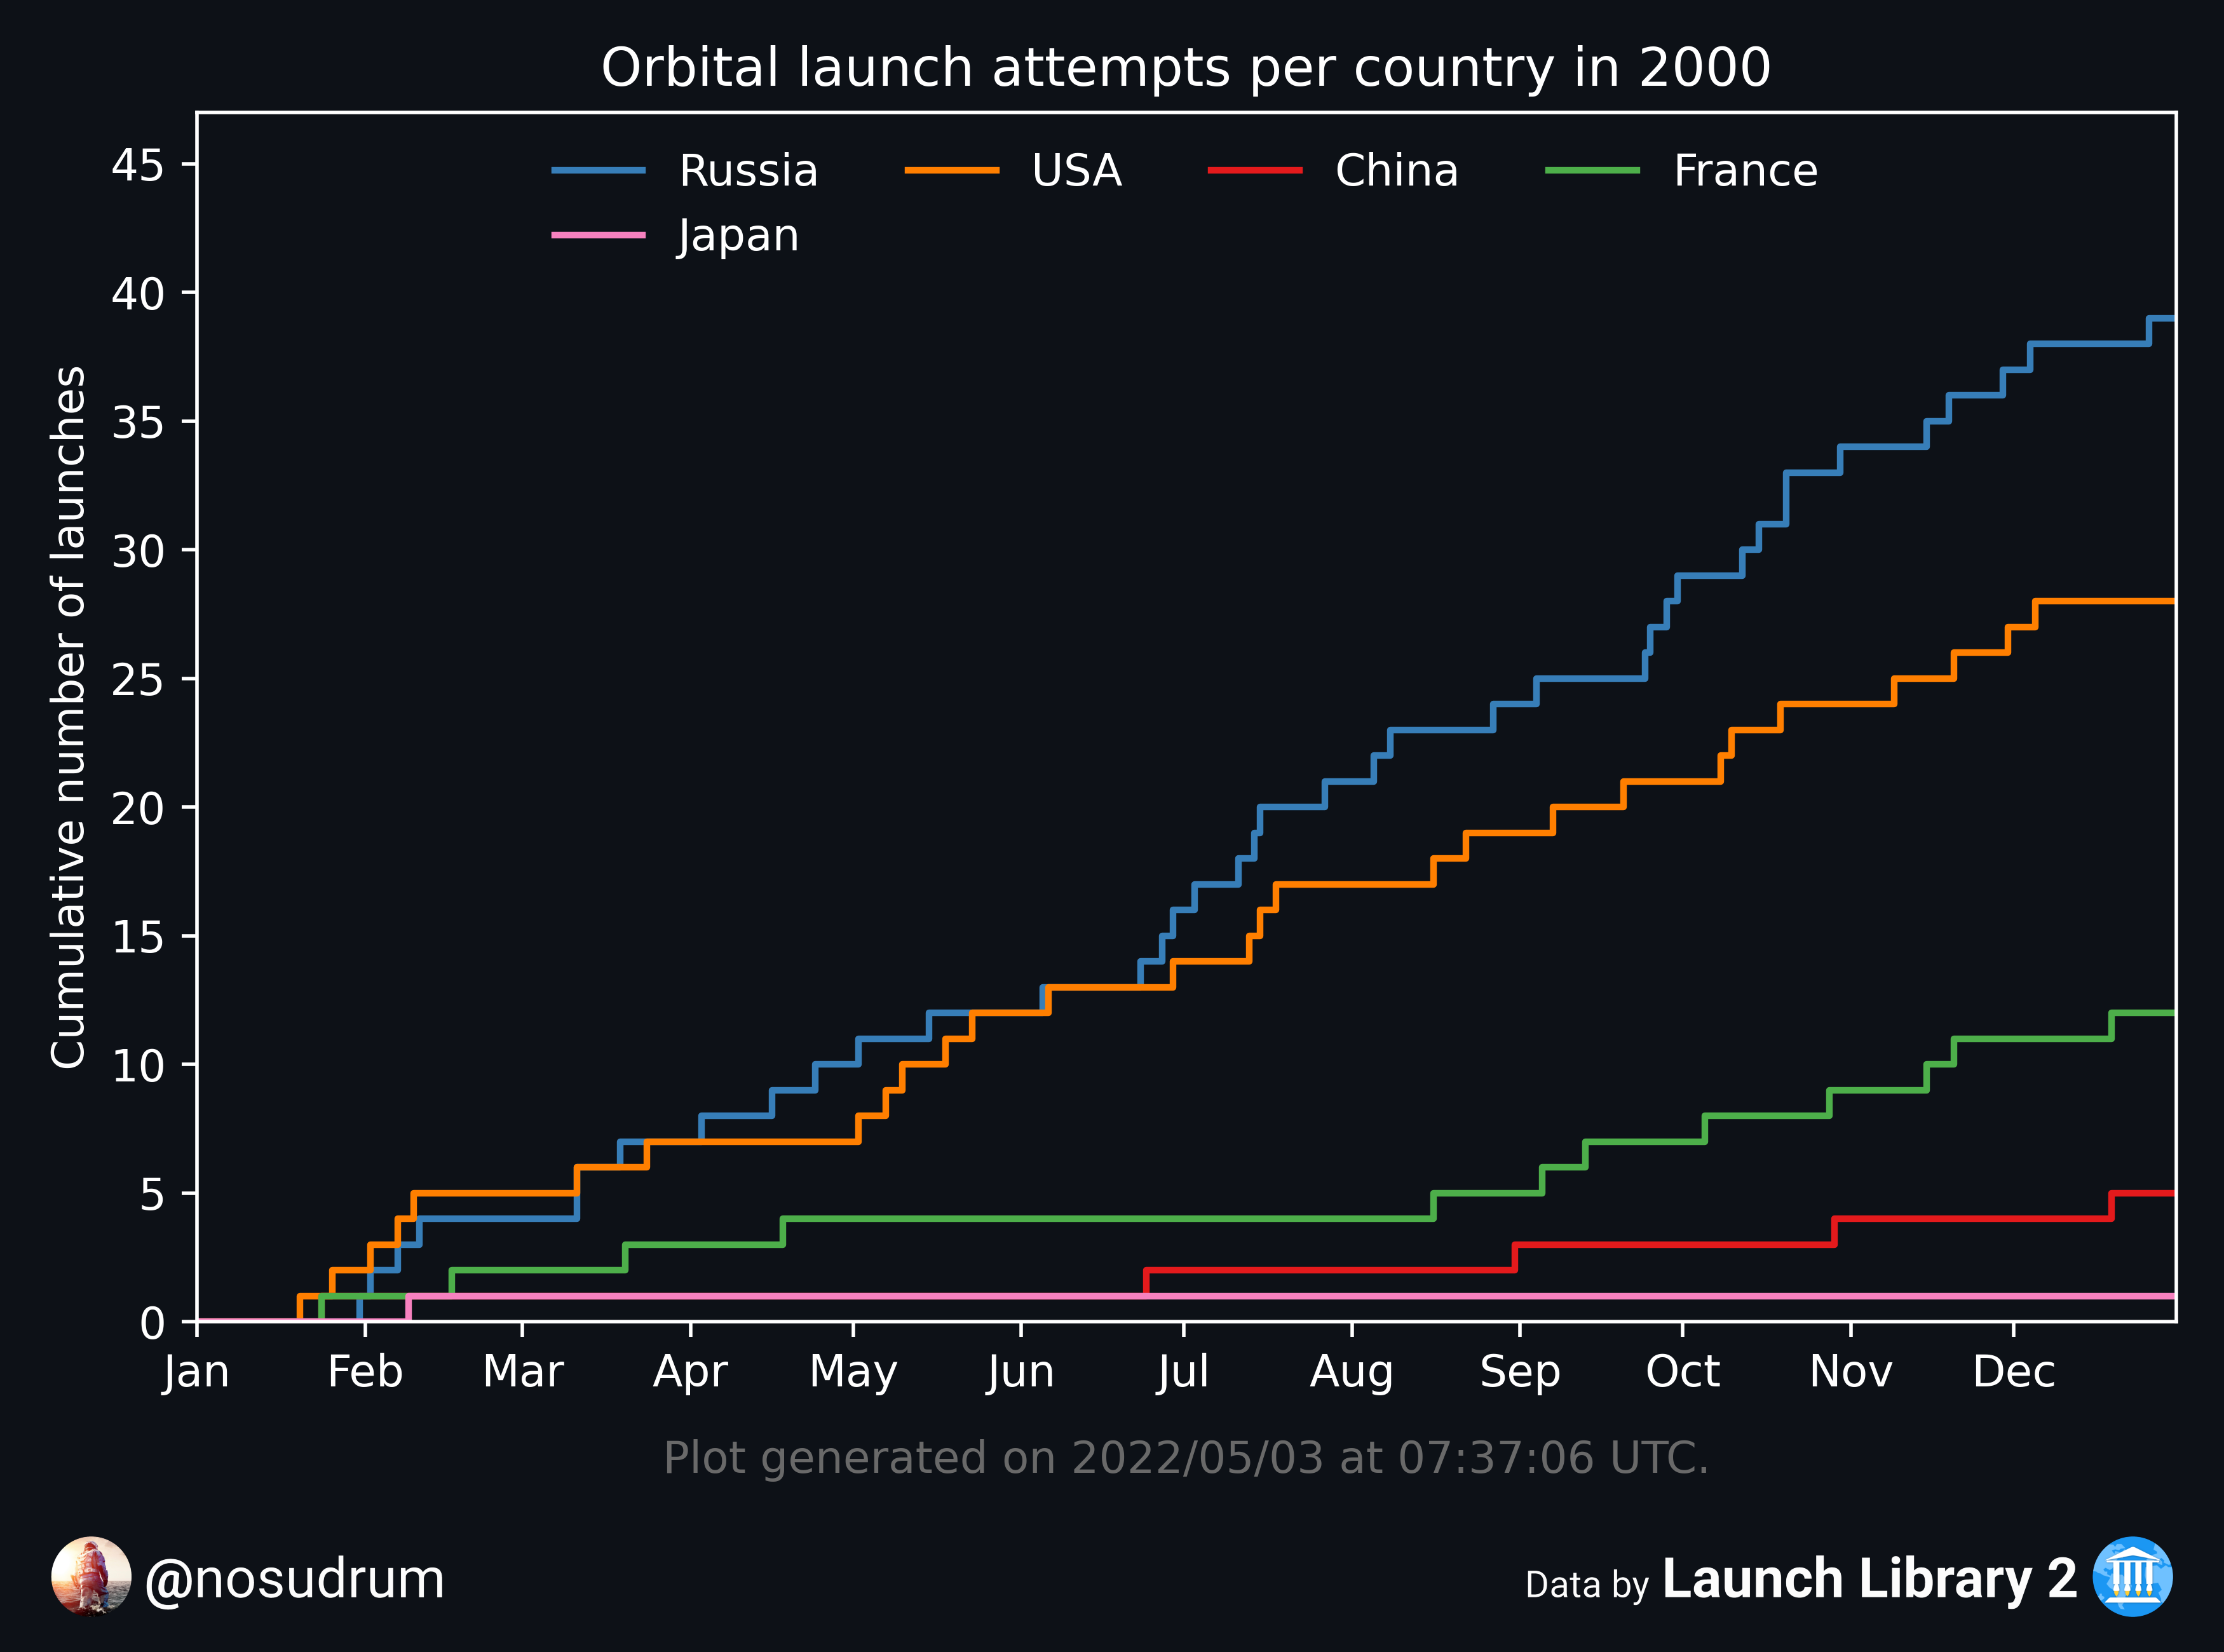 Orbital launch attempts per country in 2000
Russia USA China France
Japan
Cumulative number of launches
45
40
35
30
25
20
15
10
5
0
Jan Feb Mar Apr May Jun Jul Aug Sep Oct Nov Dec
Plot generated on 2022/05/03 at 07:37:06 UTC.
@nosudrum
Data by Launch Library 2